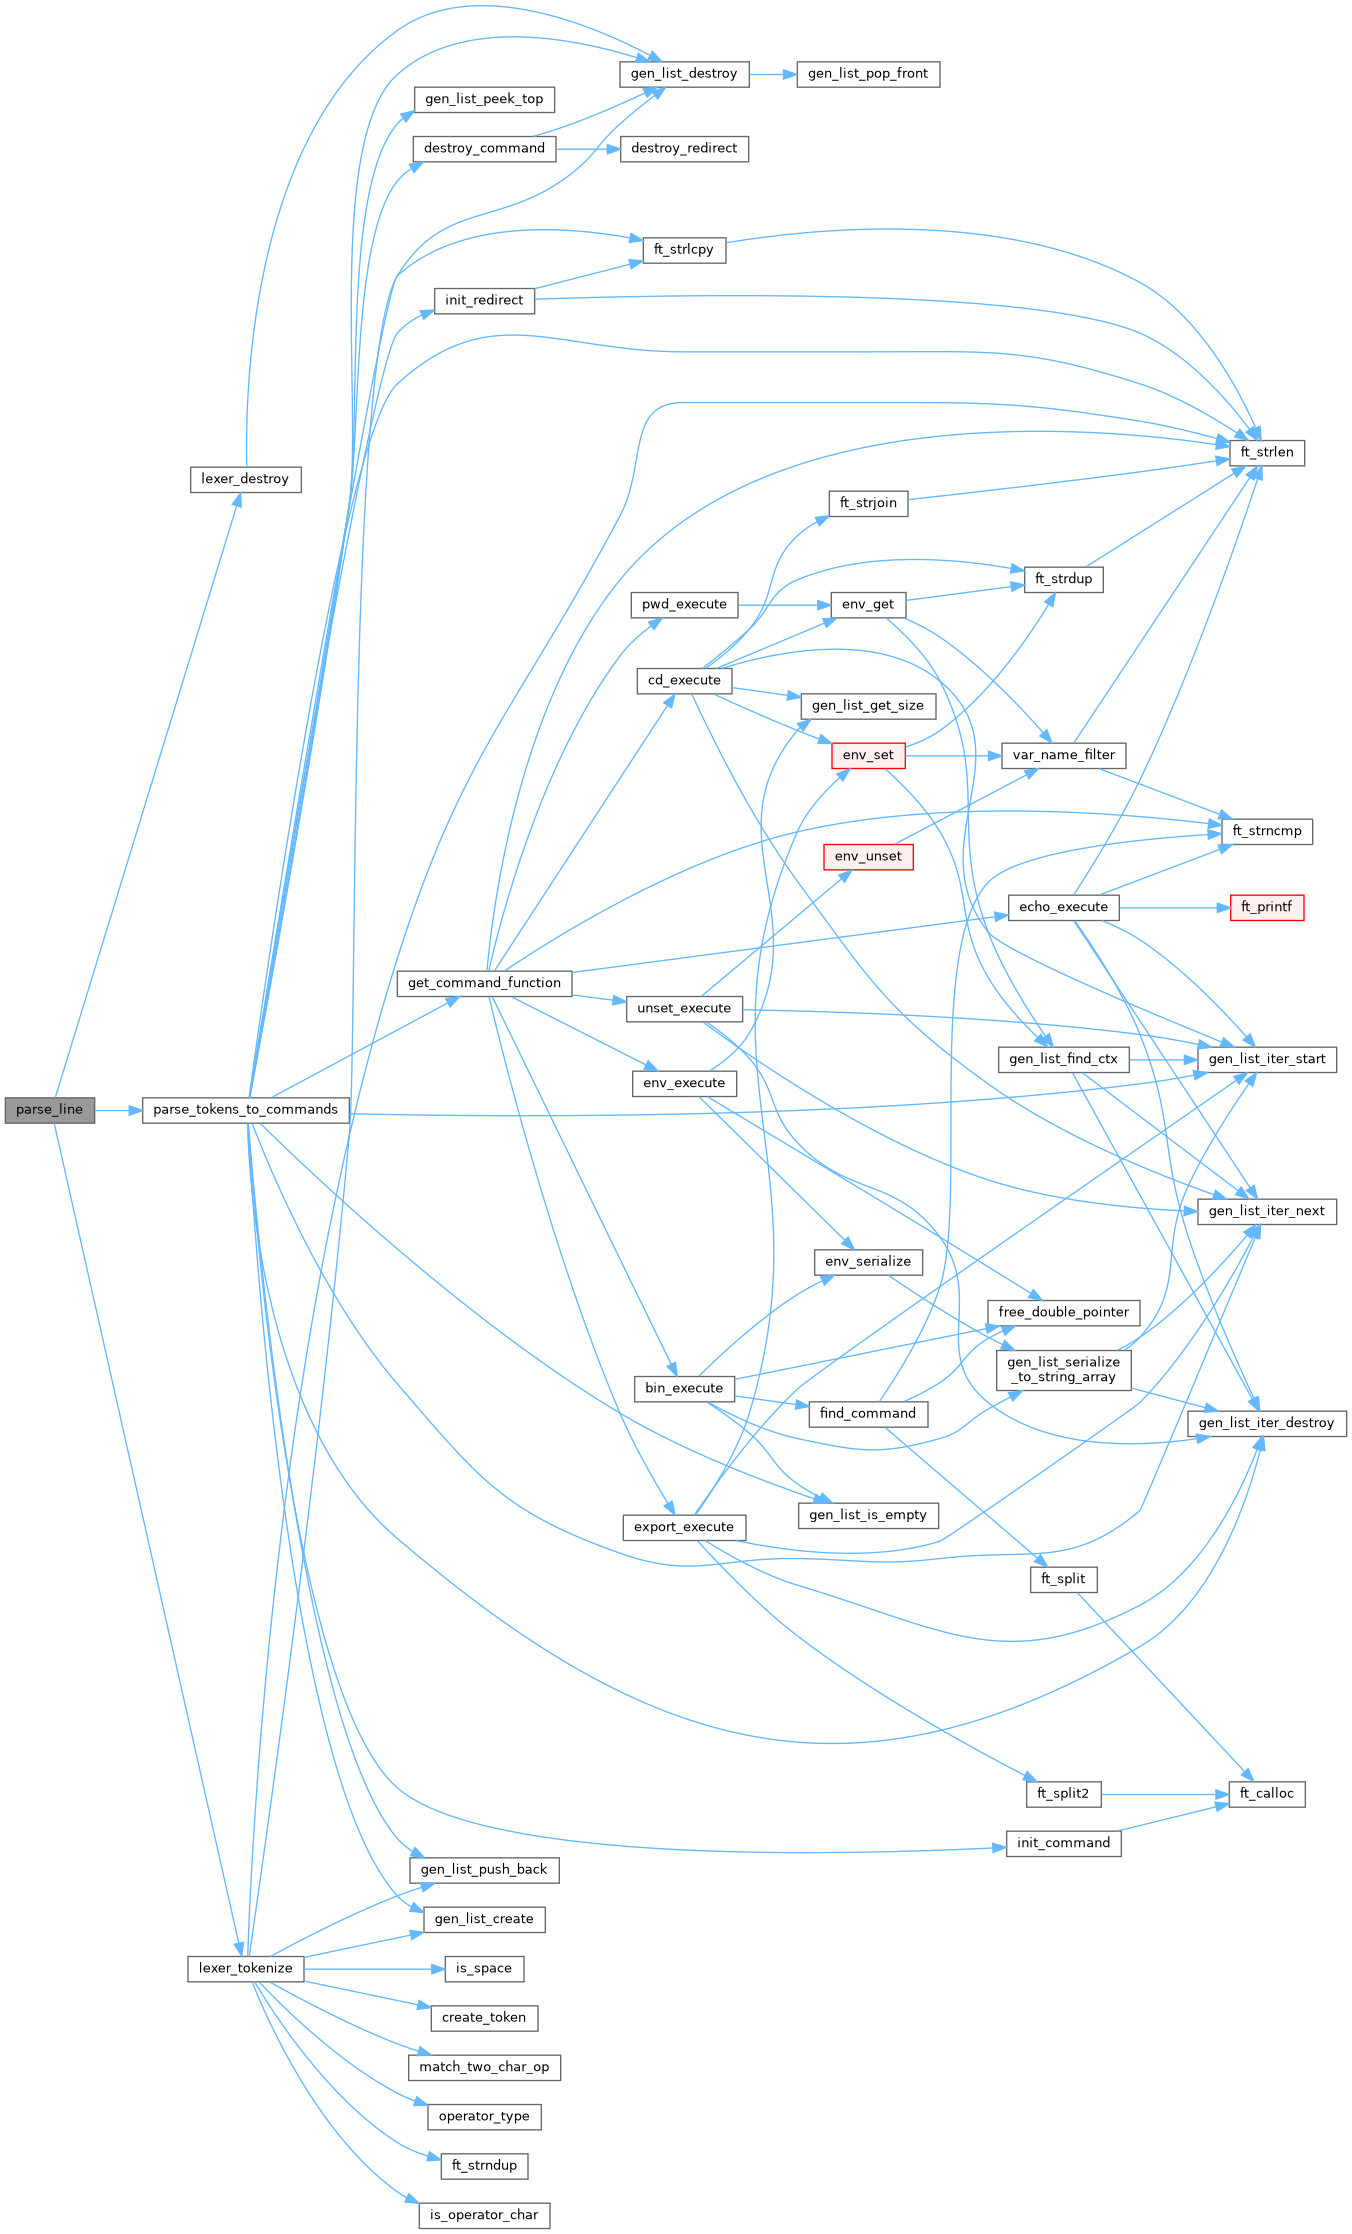 gen_list_destroy
gen_list_pop_front
gen_list_peek_top
destroy_command
destroy_redirect
ft_strlcpy
init_redirect
ft_strlen
lexer_destroy
ft_strjoin
ft_strdup
pwd_execute
env_get
cd_execute
gen_list_get_size
env_set
var_name_filter
ft_strncmp
env_unset
echo_execute
ft_printf
get_command_function
unset_execute
gen_list_find_ctx
gen_list_iter_start
env_execute
parse_line
parse_tokens_to_commands
gen_list_iter_next
env_serialize
free_double_pointer
gen_list_serialize
_to_string_array
bin_execute
find_command
gen_list_iter_destroy
gen_list_is_empty
export_execute
ft_split
ft_split2
ft_calloc
init_command
gen_list_push_back
gen_list_create
lexer_tokenize
is_space
create_token
match_two_char_op
operator_type
ft_strndup
is_operator_char